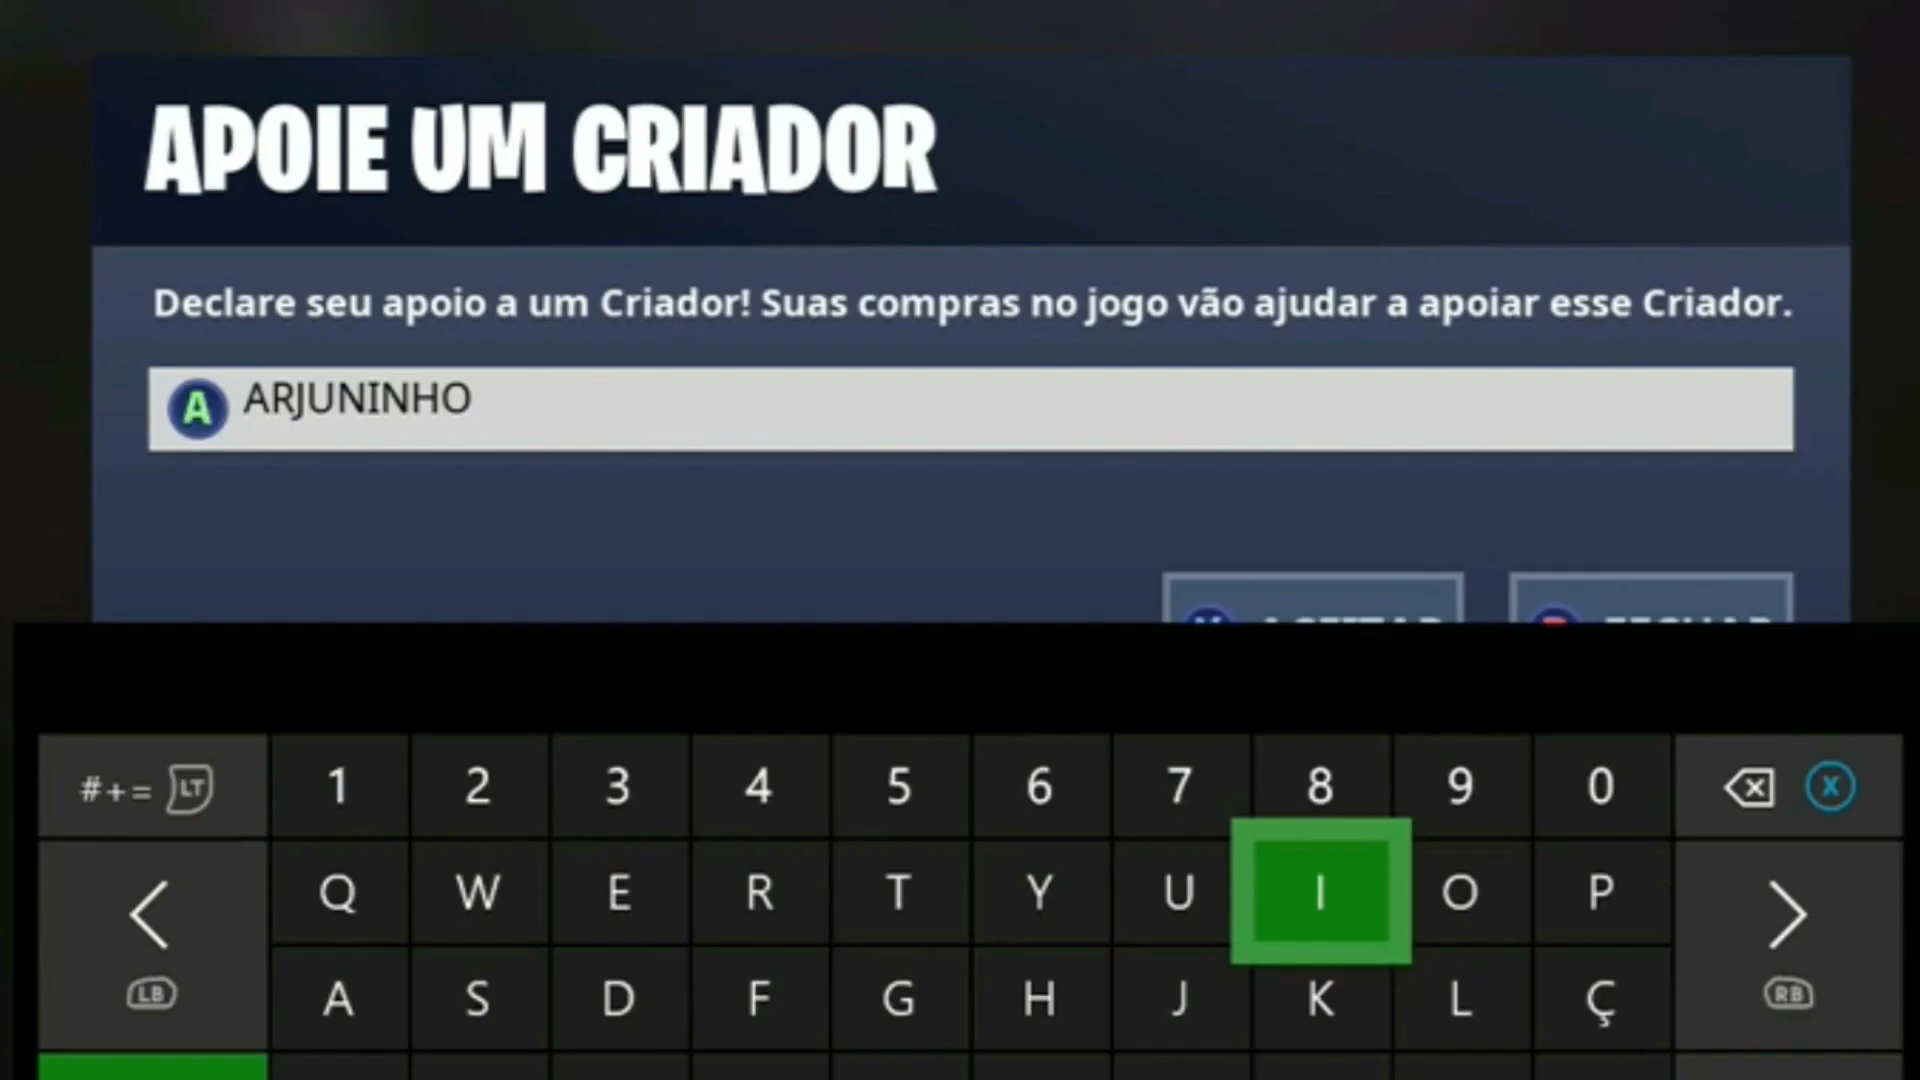 APOIE UM CRIADOR
Declare seu apoio a um Criador! Suas compras no jogo vão ajudar a apoiar esse Criador.
A ARJUNINHO
#+= LT 1 2 3 4 5 6 7 8 9 0 X
Q W E R T Y U I O P
LB A S D F G H J K L Ç RB